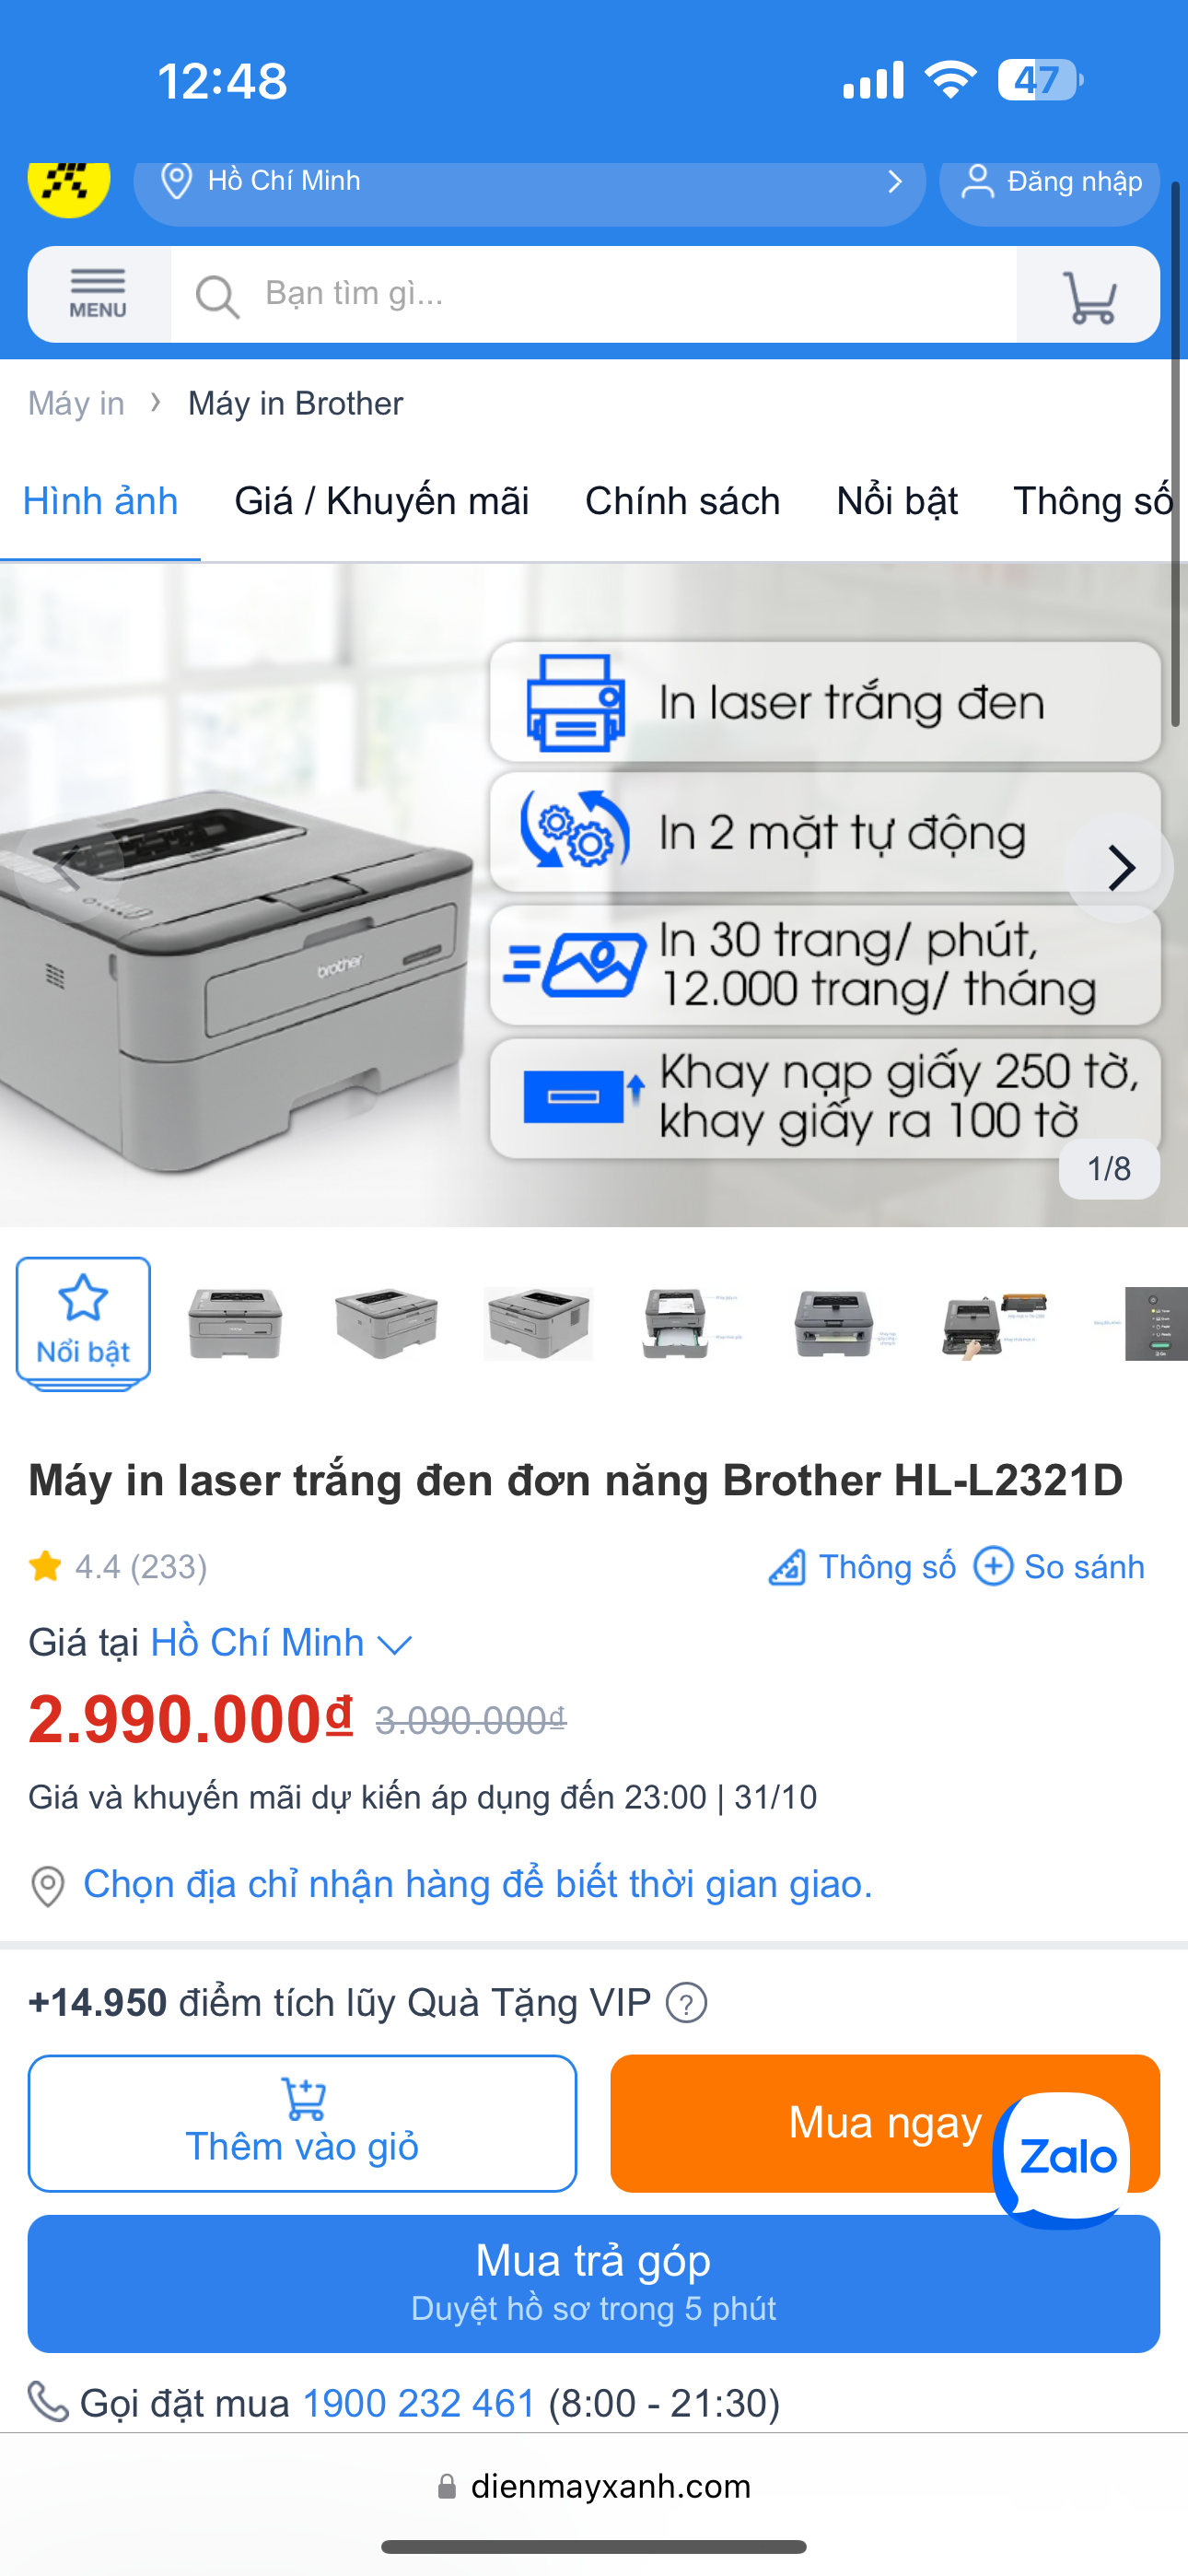 12:48
47
Hồ Chí Minh
Đăng nhập
MENU
Bạn tìm gì...
Máy in › Máy in Brother
Hình ảnh
Giá / Khuyến mãi
Chính sách
Nổi bật
Thông số
In laser trắng đen
In 2 mặt tự động
brother
In 30 trang/ phút,
12.000 trang/ tháng
Khay nạp giấy 250 tờ,
khay giấy ra 100 tờ
1/8
Nổi bật
Máy in laser trắng đen đơn năng Brother HL-L2321D
4.4 (233)
Thông số
So sánh
Giá tại Hồ Chí Minh
2.990.000₫ 3.090.000₫
Giá và khuyến mãi dự kiến áp dụng đến 23:00 | 31/10
Chọn địa chỉ nhận hàng để biết thời gian giao.
+14.950 điểm tích lũy Quà Tặng VIP ?
Thêm vào giỏ
Mua ngay
Zalo
Mua trả góp
Duyệt hồ sơ trong 5 phút
Gọi đặt mua 1900 232 461 (8:00 - 21:30)
dienmayxanh.com